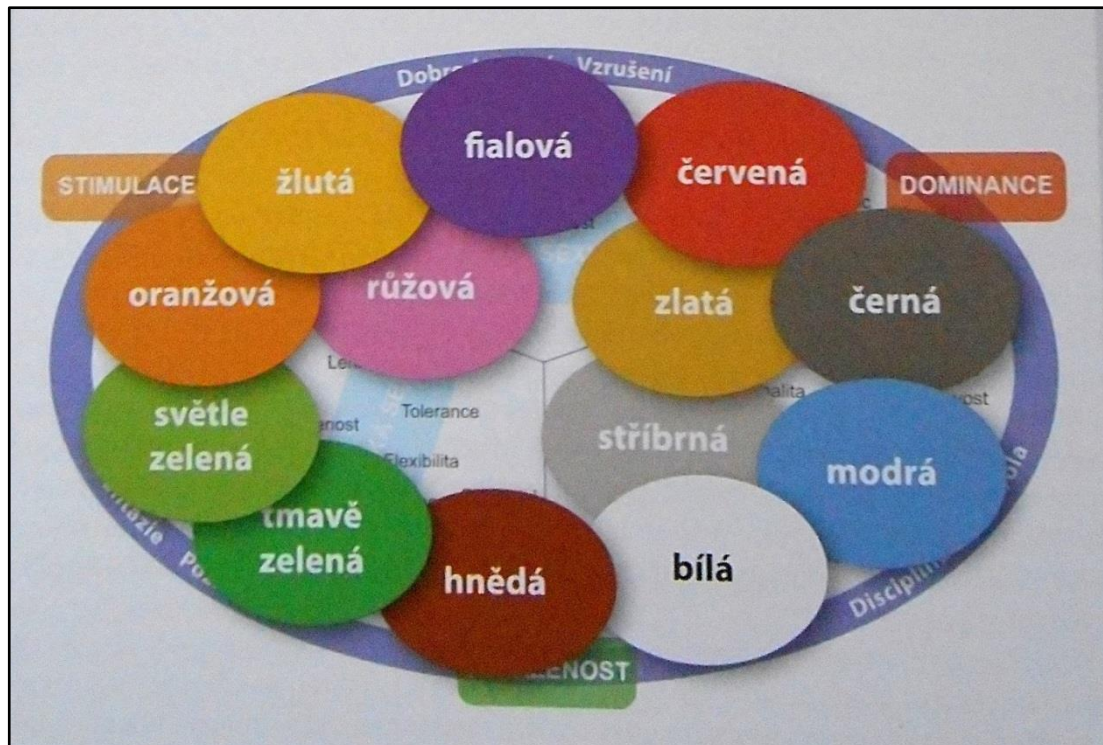 Vzrušení
fialová
červená
žlutá
STIMULACE
DOMINANCE
růžová
oranžová
zlatá
černá
Tolerance
světle
zelená
stříbrná
Flexibilita
modrá
tmavě
zelená
hnědá
bílá